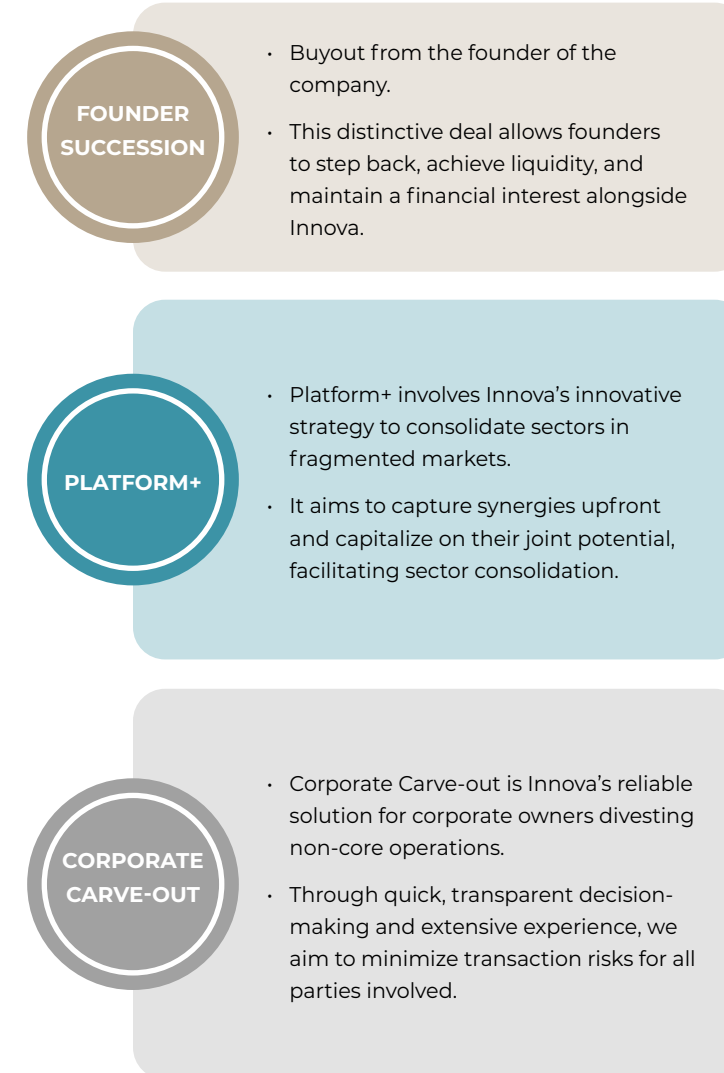 FOUNDER
SUCCESSION
• Buyout from the founder of the
company.
• This distinctive deal allows founders
to step back, achieve liquidity, and
maintain a financial interest alongside
Innova.
PLATFORM+
• Platform+ involves Innova’s innovative
strategy to consolidate sectors in
fragmented markets.
• It aims to capture synergies upfront
and capitalize on their joint potential,
facilitating sector consolidation.
CORPORATE
CARVE-OUT
• Corporate Carve-out is Innova’s reliable
solution for corporate owners divesting
non-core operations.
• Through quick, transparent decision-
making and extensive experience, we
aim to minimize transaction risks for all
parties involved.